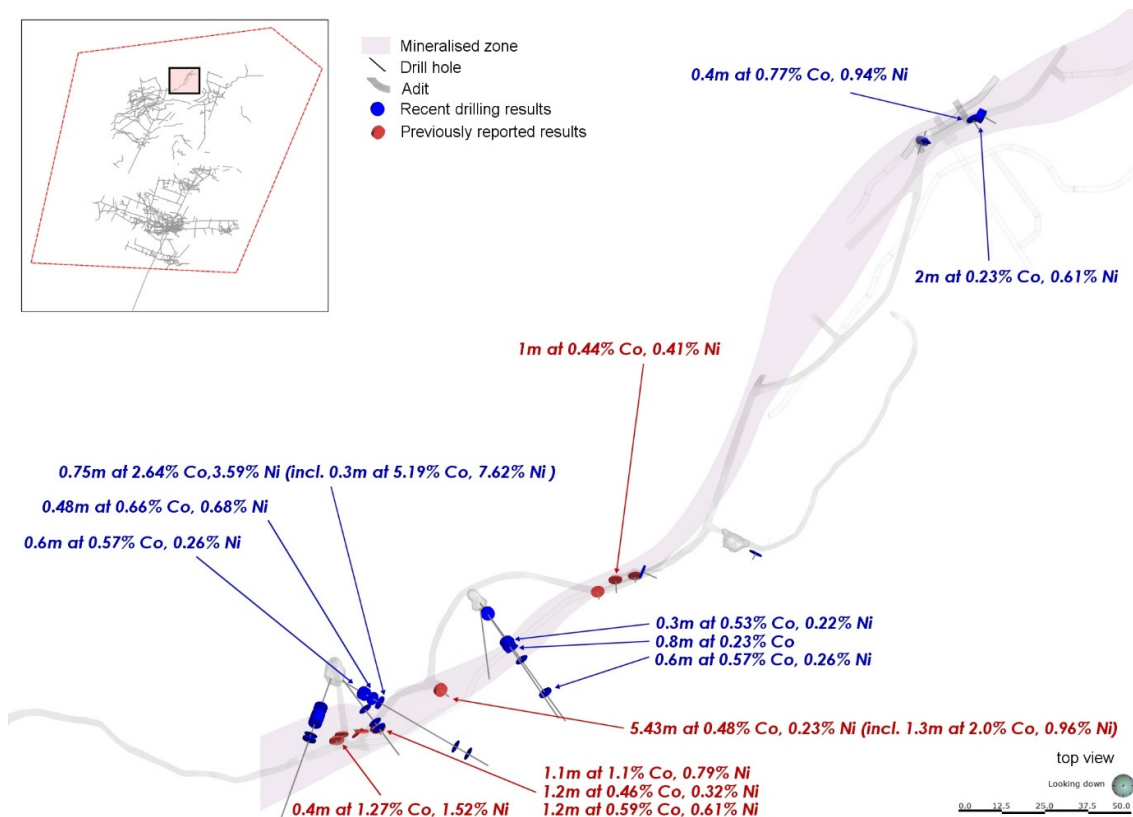 Mineralised zone
Drill hole
Adit
Recent drilling results
Previously reported results
0.4m at 0.77% Co, 0.94% Ni
2m at 0.23% Co, 0.61% Ni
1m at 0.44% Co, 0.41% Ni
0.75m at 2.64% Co,3.59% Ni (incl. 0.3m at 5.19% Co, 7.62% Ni )
0.48m at 0.66% Co, 0.68% Ni
0.6m at 0.57% Co, 0.26% Ni
0.3m at 0.53% Co, 0.22% Ni
0.8m at 0.23% Co
0.6m at 0.57% Co, 0.26% Ni
5.43m at 0.48% Co, 0.23% Ni (incl. 1.3m at 2.0% Co, 0.96% Ni)
1.1m at 1.1% Co, 0.79% Ni
1.2m at 0.46% Co, 0.32% Ni
1.2m at 0.59% Co, 0.61% Ni
0.4m at 1.27% Co, 1.52% Ni
top view
Looking down
0.0 12.5 25.0 37.5 50.0